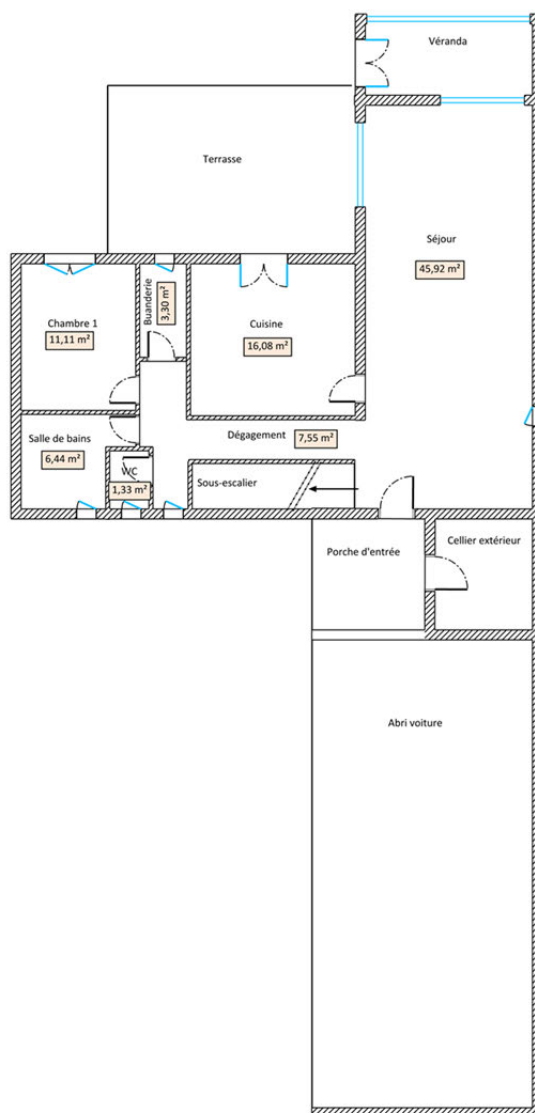 Véranda
Terrasse
Séjour
45,92 m²
Chambre 1
11,11 m²
Buanderie
3,30 m²
Cuisine
16,08 m²
Salle de bains
6,44 m²
WC
1,33 m²
Dégagement
7,55 m²
Sous-escalier
Porche d'entrée
Cellier extérieur
Abri voiture